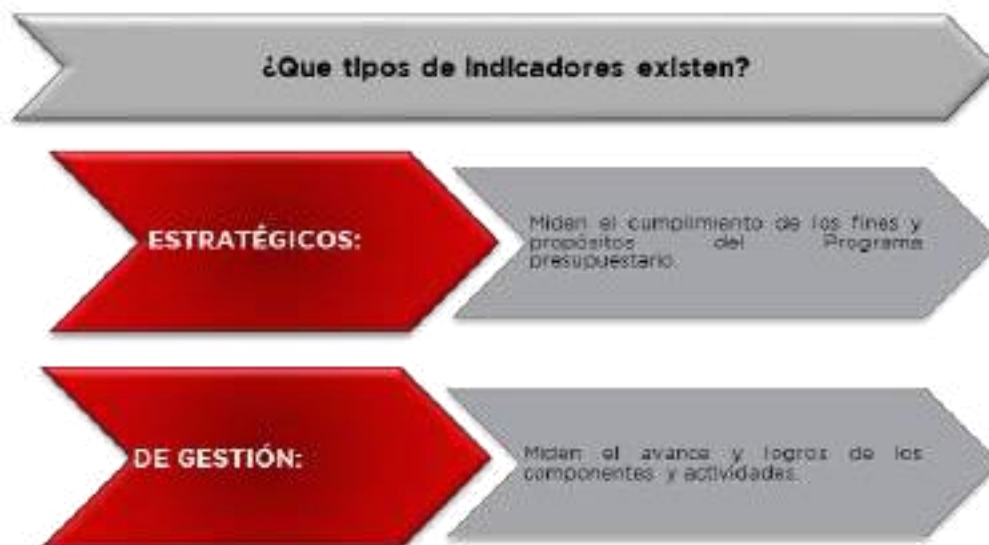 ¿Que tipos de indicadores existen?
ESTRATÉGICOS:
Miden el cumplimiento de los fines y
propósitos del Programa
presupuestario.
DE GESTIÓN:
Miden el avance y logros de los
componentes y actividades.